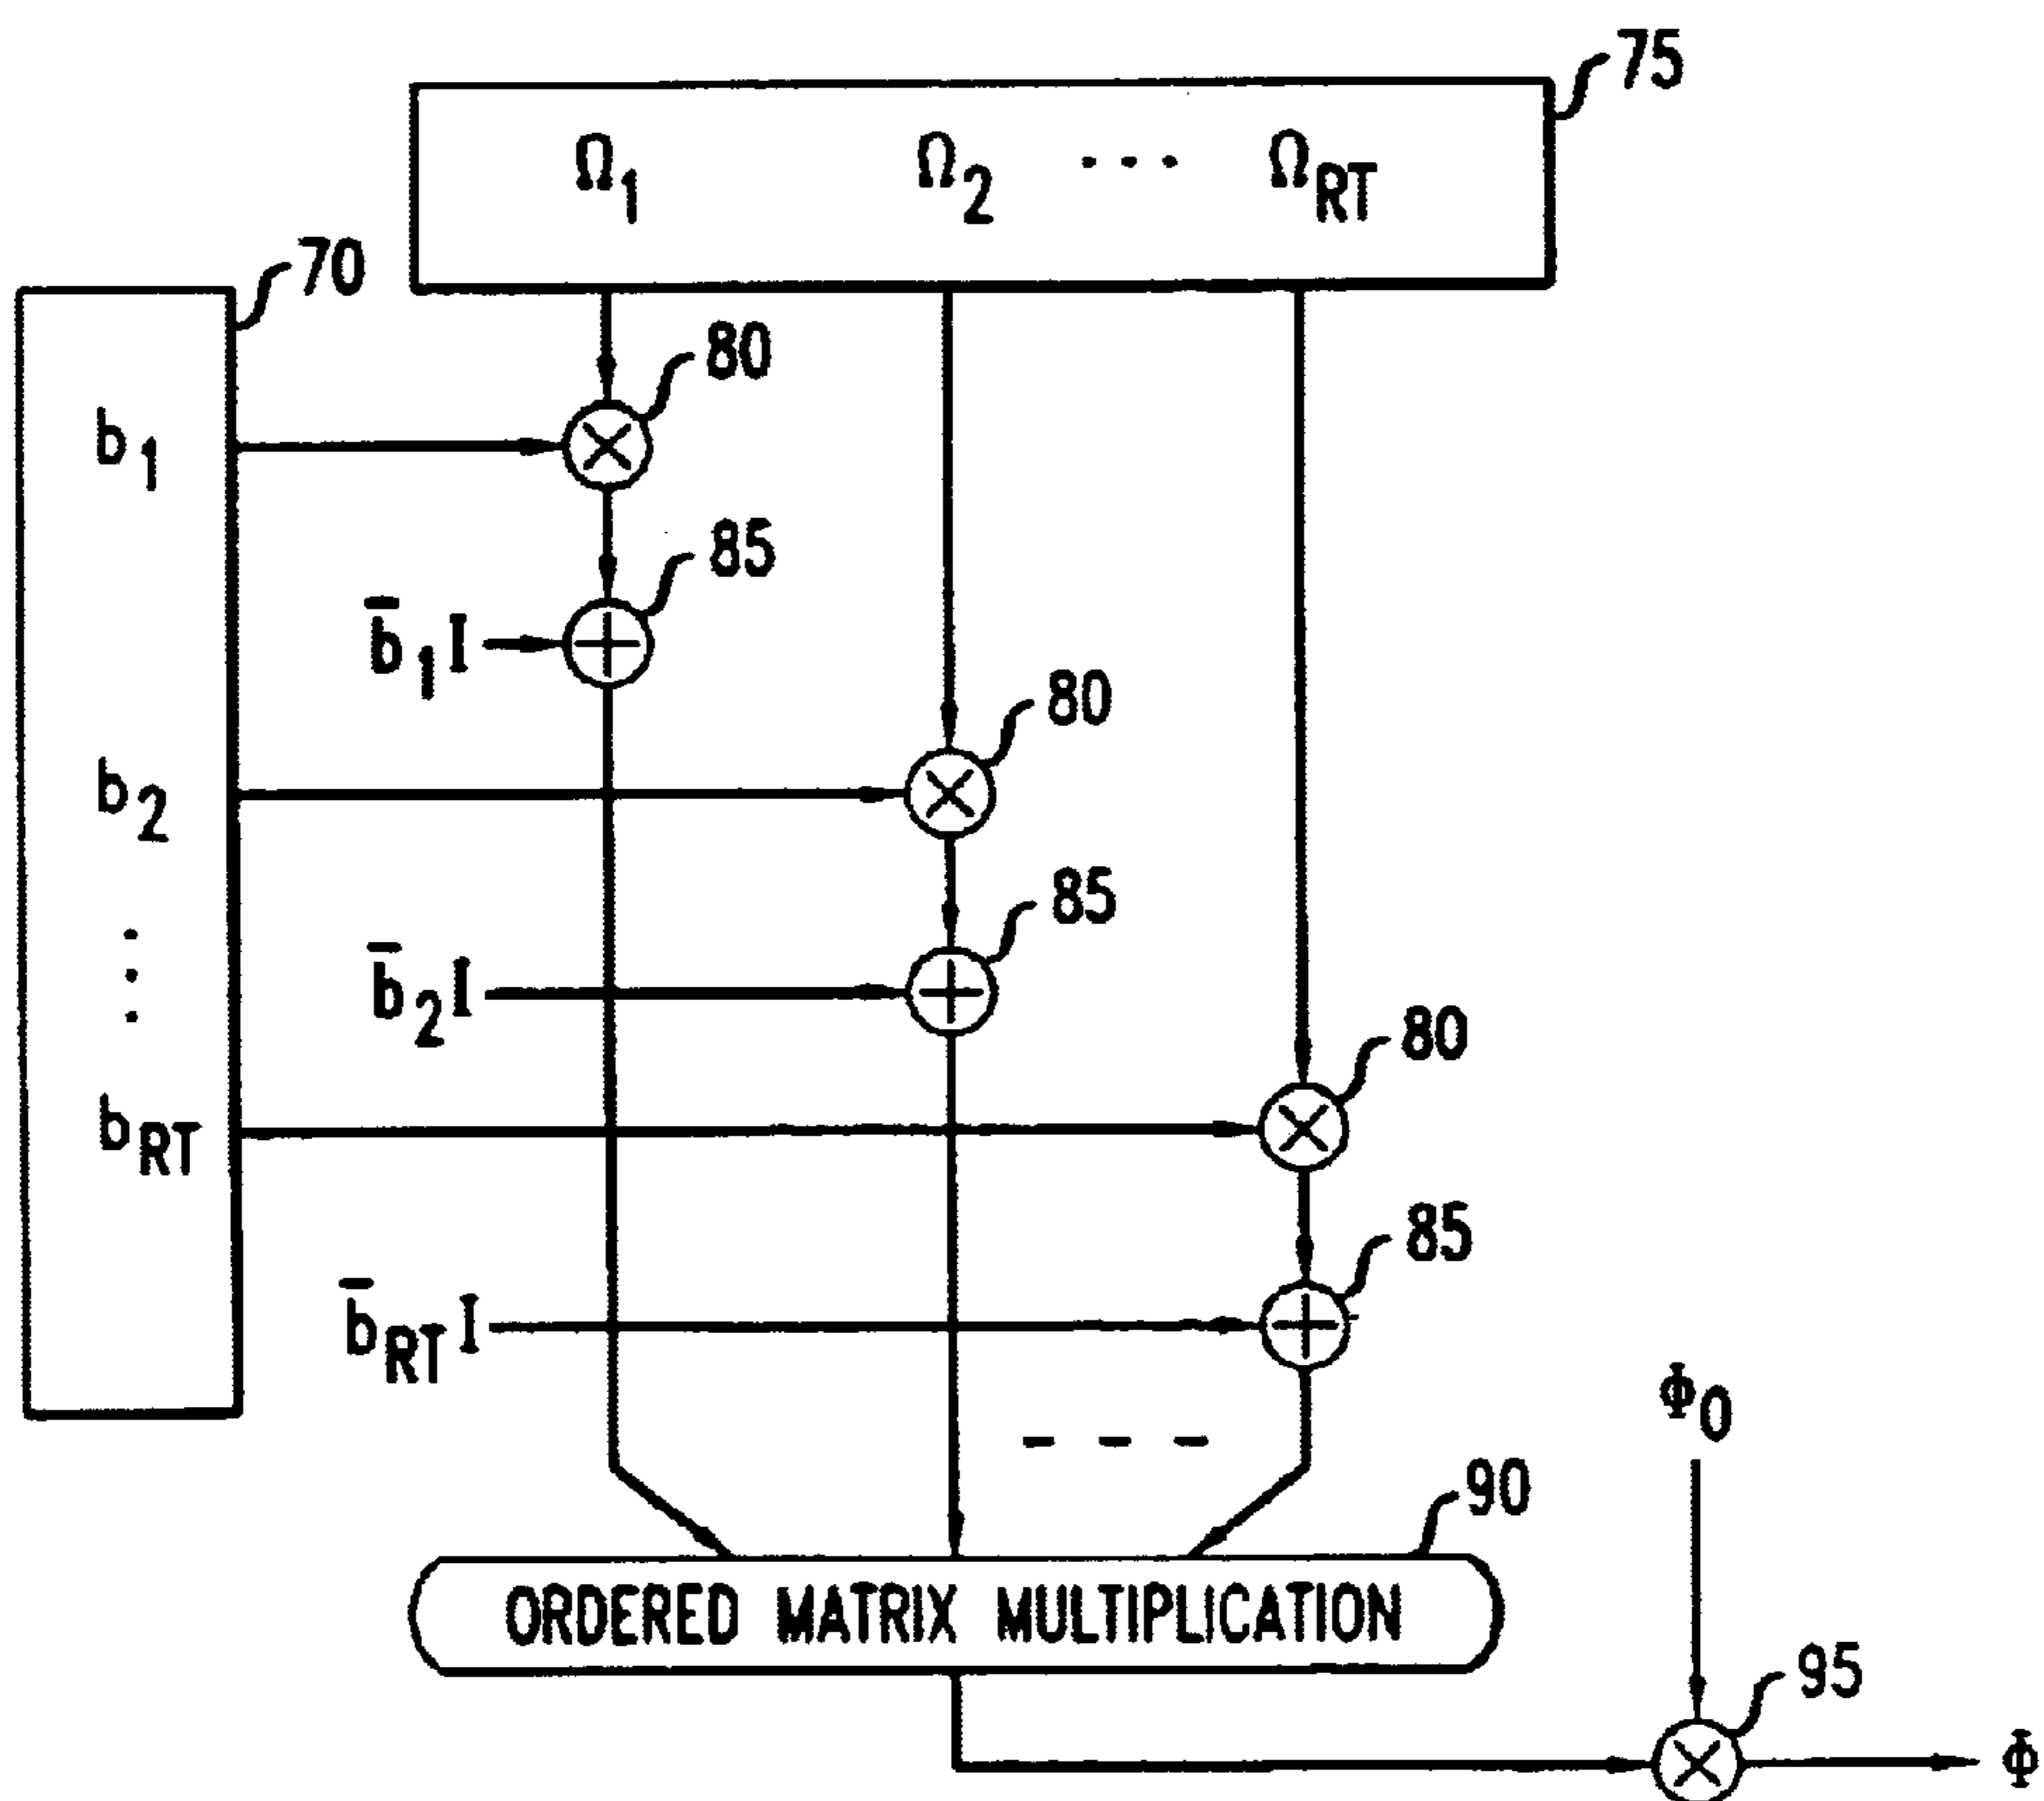 75
Ω1 Ω2 ... ΩRT
70
80
b1
85
b̄1I
80
b2
85
b̄2I
80
bRT
85
b̄RTI
Φ0
90
ORDERED MATRIX MULTIPLICATION
95
Φ